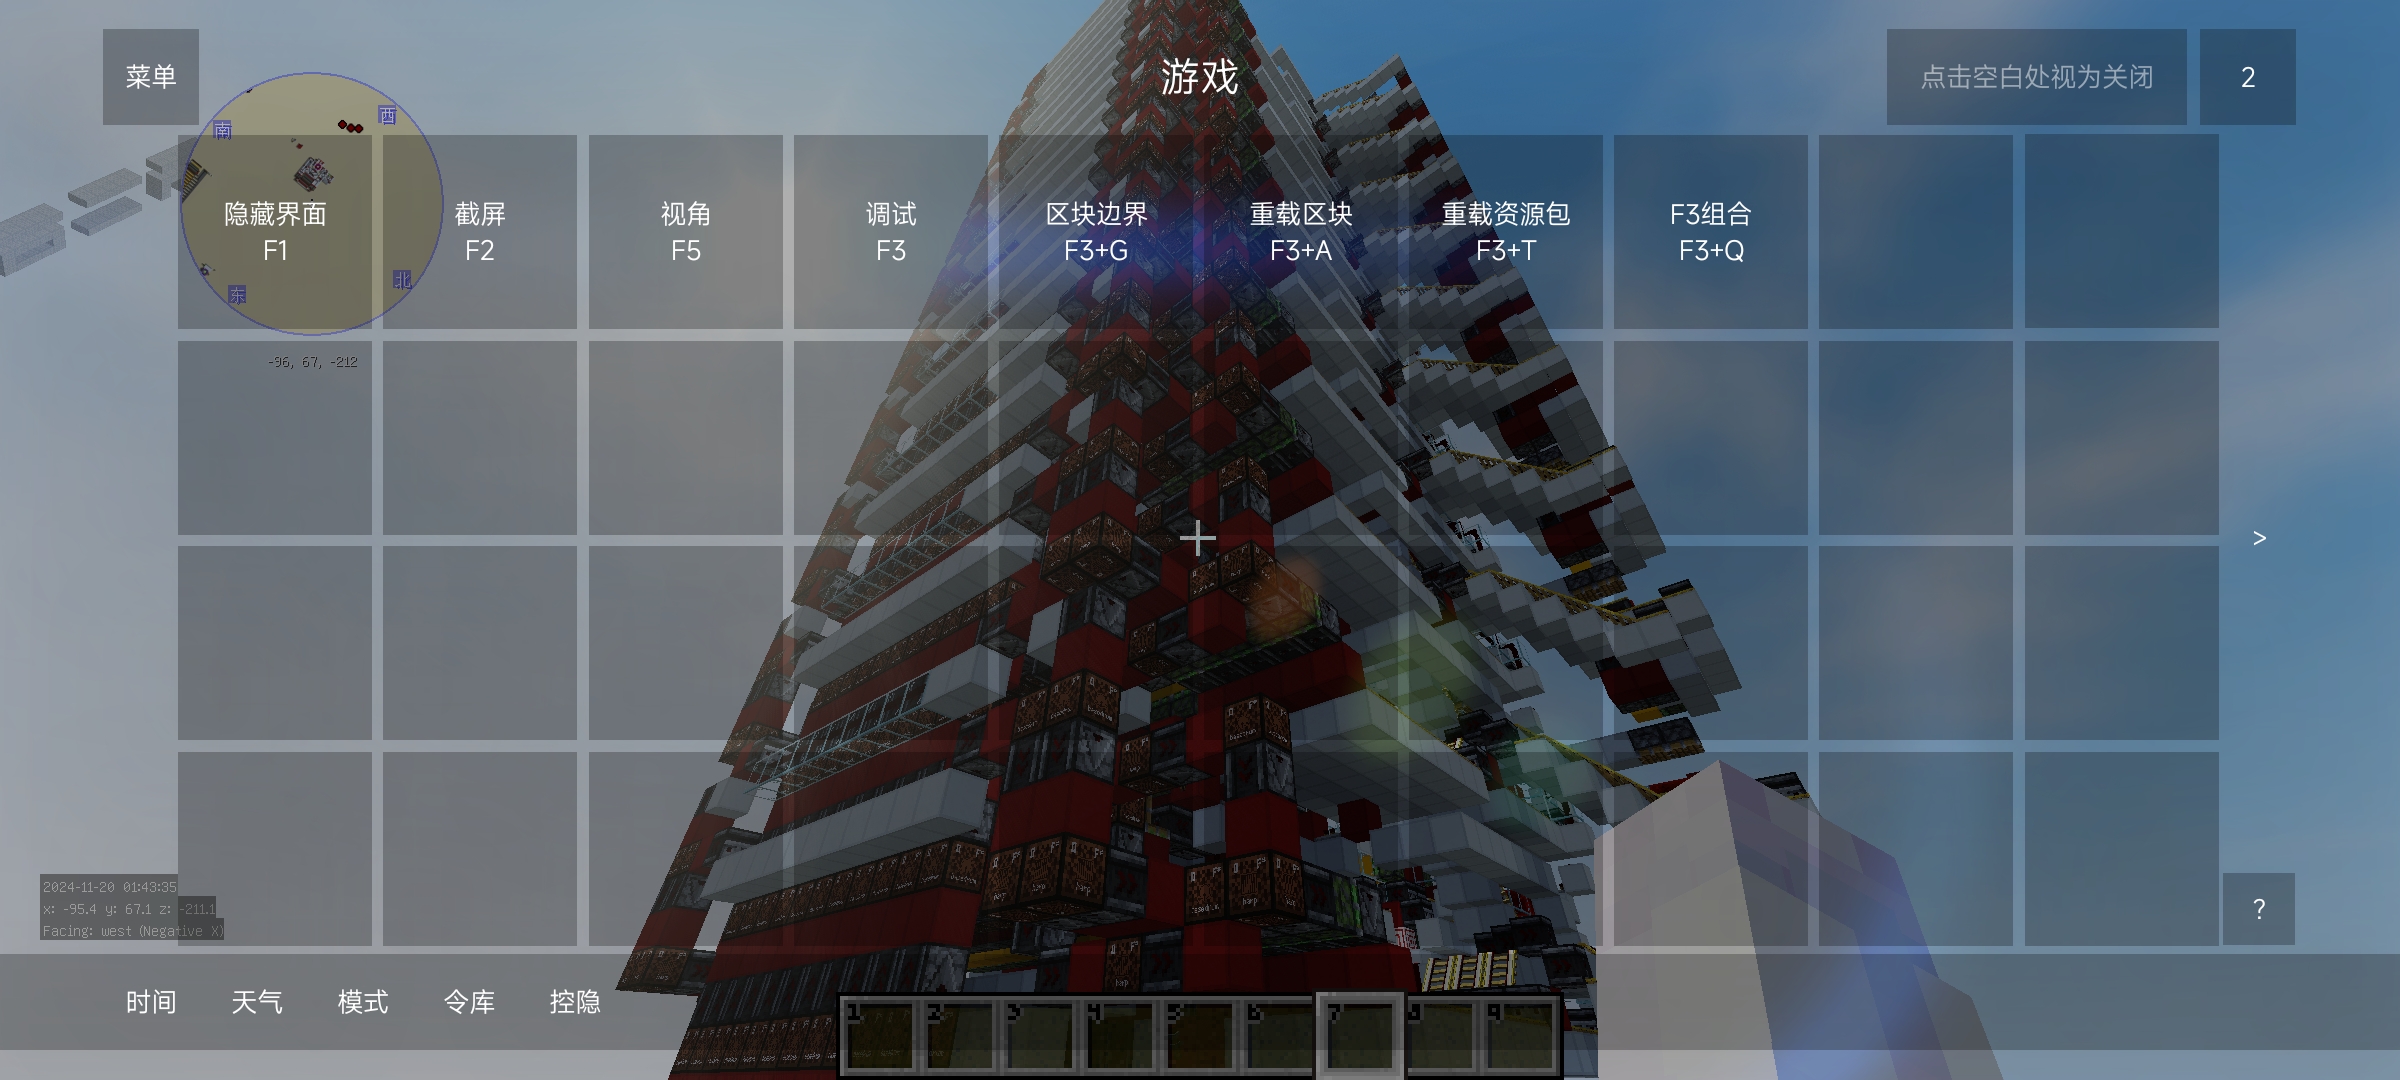 菜单
游戏
点击空白处视为关闭
2
南
西
隐藏界面
F1
截屏
F2
视角
F5
调试
F3
区块边界
F3+G
重载区块
F3+A
重载资源包
F3+T
F3组合
F3+Q
东
北
-96, 67, -212
>
2024-11-20 01:43:35
x: -95.4 y: 67.1 z: -211.1
Facing: west (Negative X)
?
时间
天气
模式
令库
控隐
1 2 3 4 5 6 7 8 9